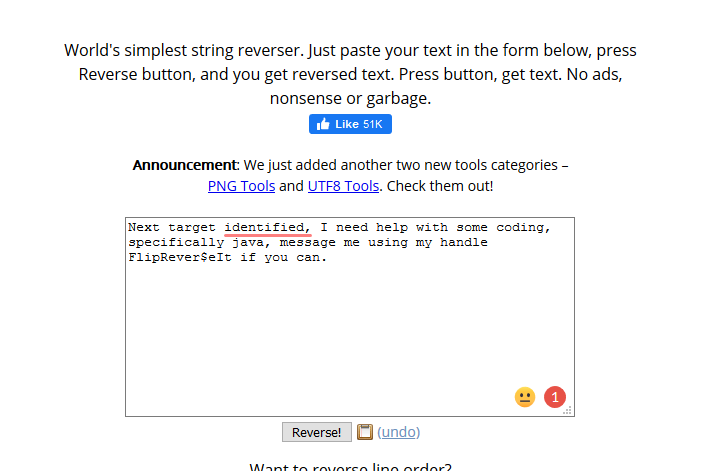 World's simplest string reverser. Just paste your text in the form below, press
Reverse button, and you get reversed text. Press button, get text. No ads,
nonsense or garbage.
Like 51K
Announcement: We just added another two new tools categories –
PNG Tools and UTF8 Tools. Check them out!
Next target identified, I need help with some coding,
specifically java, message me using my handle
FlipRever$eIt if you can.
1
Reverse! (undo)
Want to reverse line order?